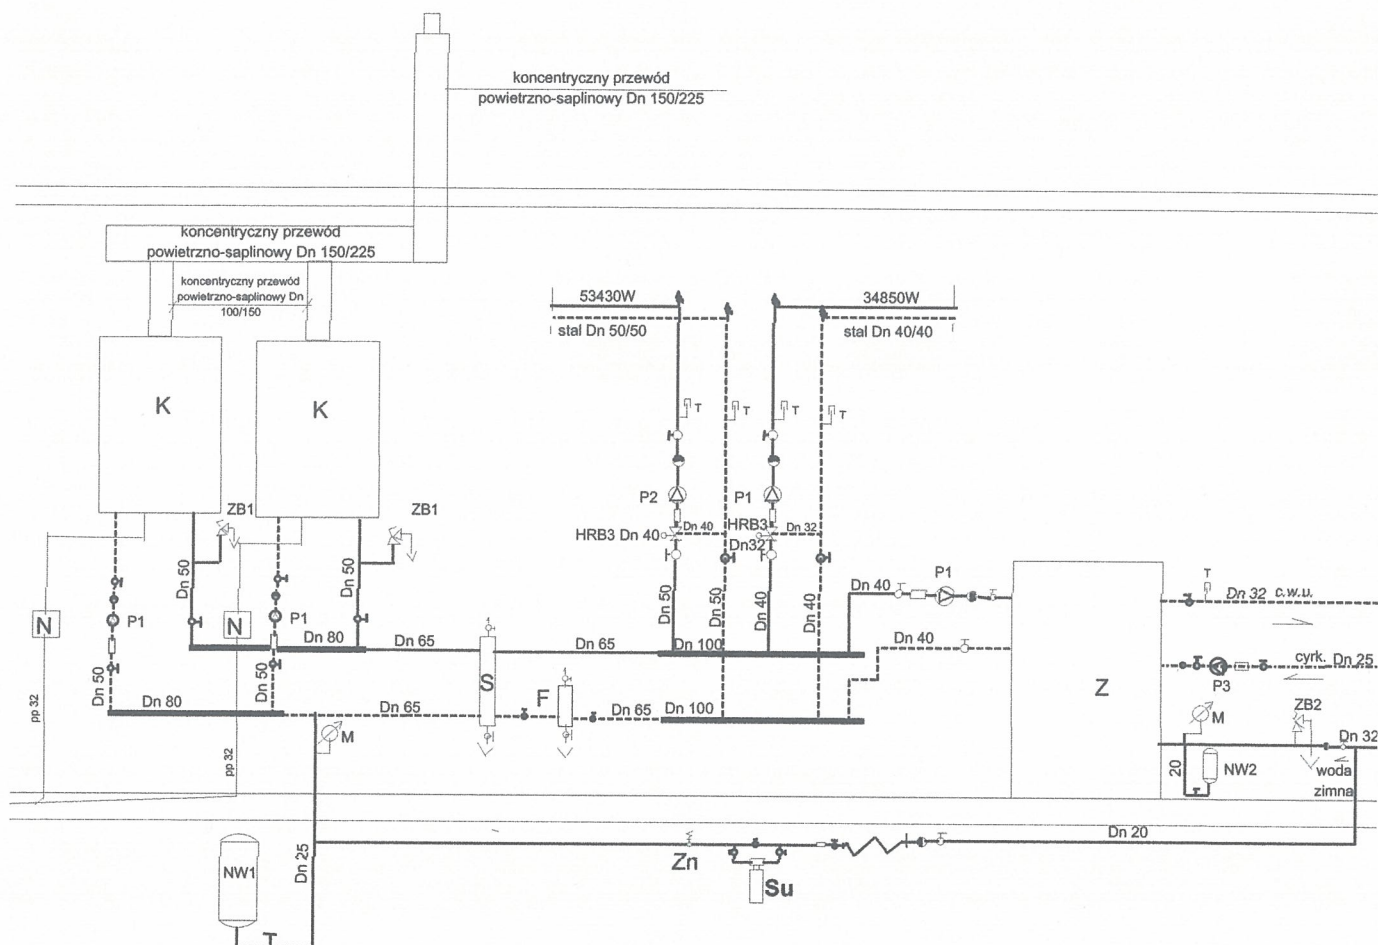 koncentryczny przewód
powietrzno-saplinowy Dn 150/225
koncentryczny przewód
powietrzno-saplinowy Dn 150/225
koncentryczny przewód
powietrzno-saplinowy Dn
100/150
53430W
34850W
stal Dn 50/50
stal Dn 40/40
K
K
T
T
T
T
ZB1
ZB1
P2
P1
HRB3 Dn 40
Dn 40
HRB3
Dn32
Dn 32
Dn 50
Dn 50
Dn 50
Dn 50
Dn 40
Dn 40
N
P1
N
P1
Dn 40
P1
Dn 40
T
Dn 32 c.w.u.
Dn 80
Dn 65
Dn 65
Dn 100
cyrk. Dn 25
P3
Dn 50
Dn 50
Dn 80
Dn 65
S
F
Dn 65
Dn 100
Z
M
M
ZB2
Dn 32
pp 32
pp 32
20
NW2
woda
zimna
Dn 20
Dn 25
NW1
Zn
Su